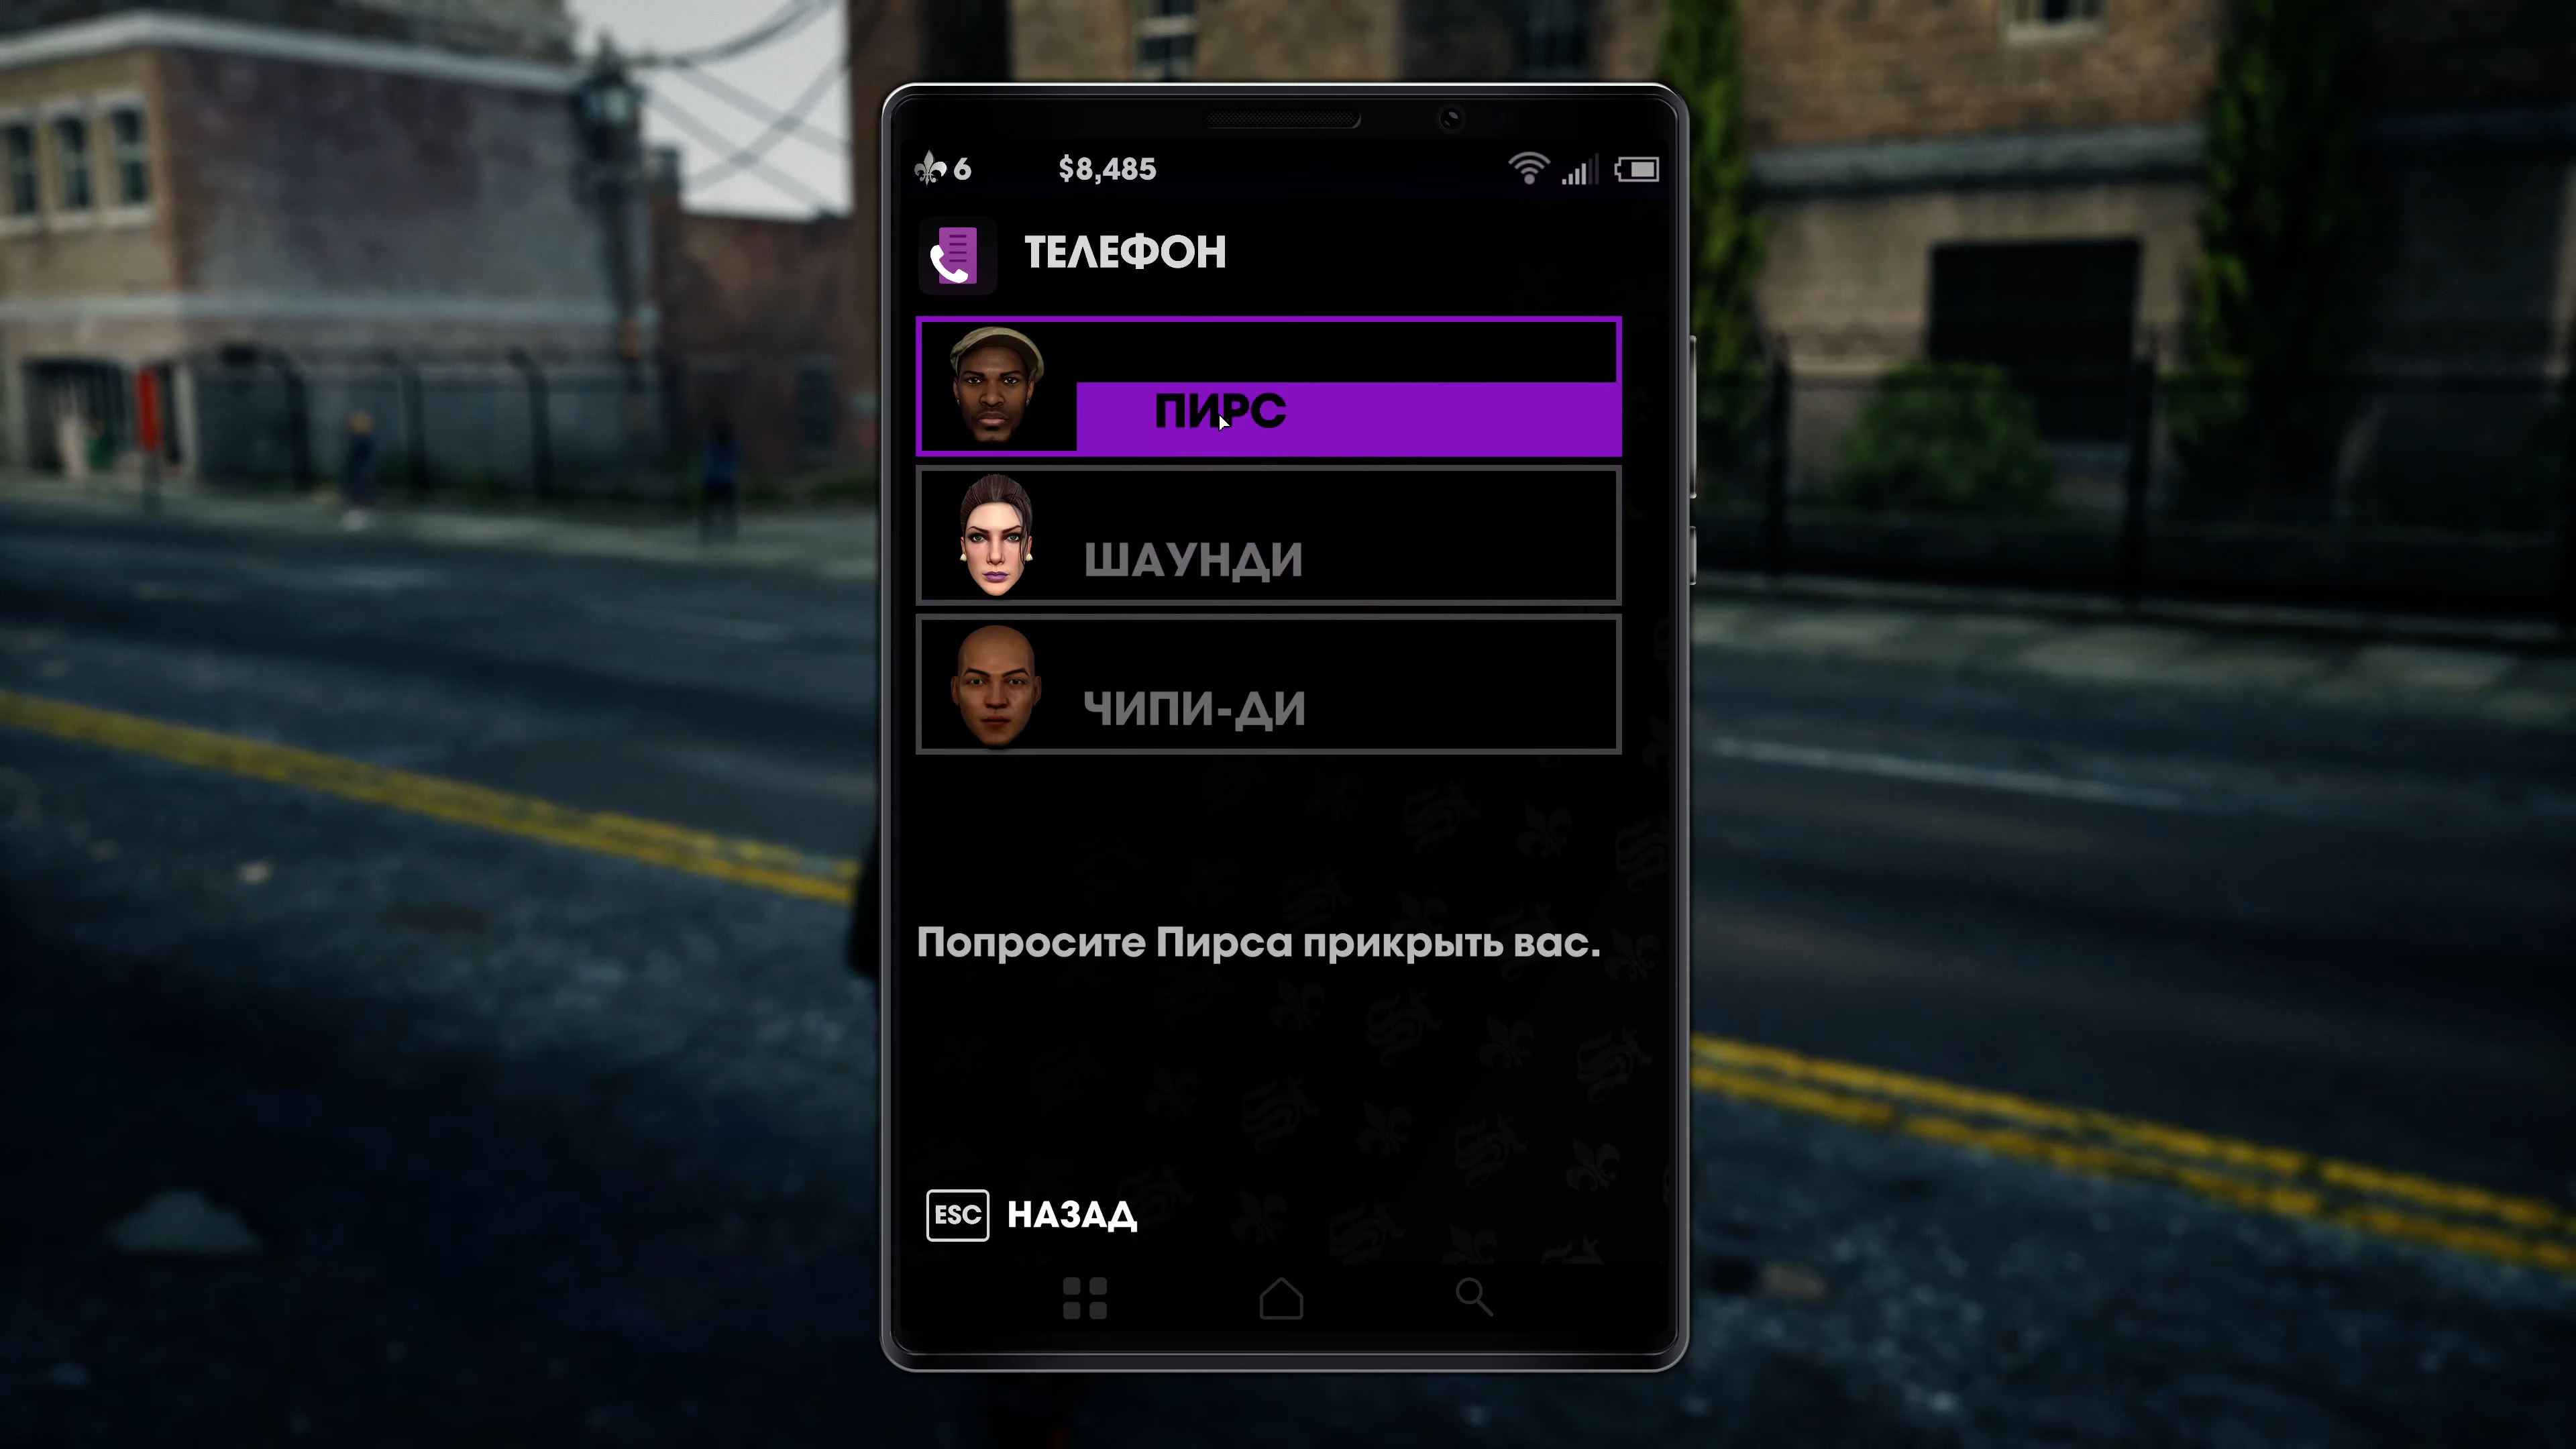 6 $8,485
ТЕЛЕФОН
ПИРС
ШАУНДИ
ЧИПИ-ДИ
Попросите Пирса прикрыть вас.
ESC НАЗАД